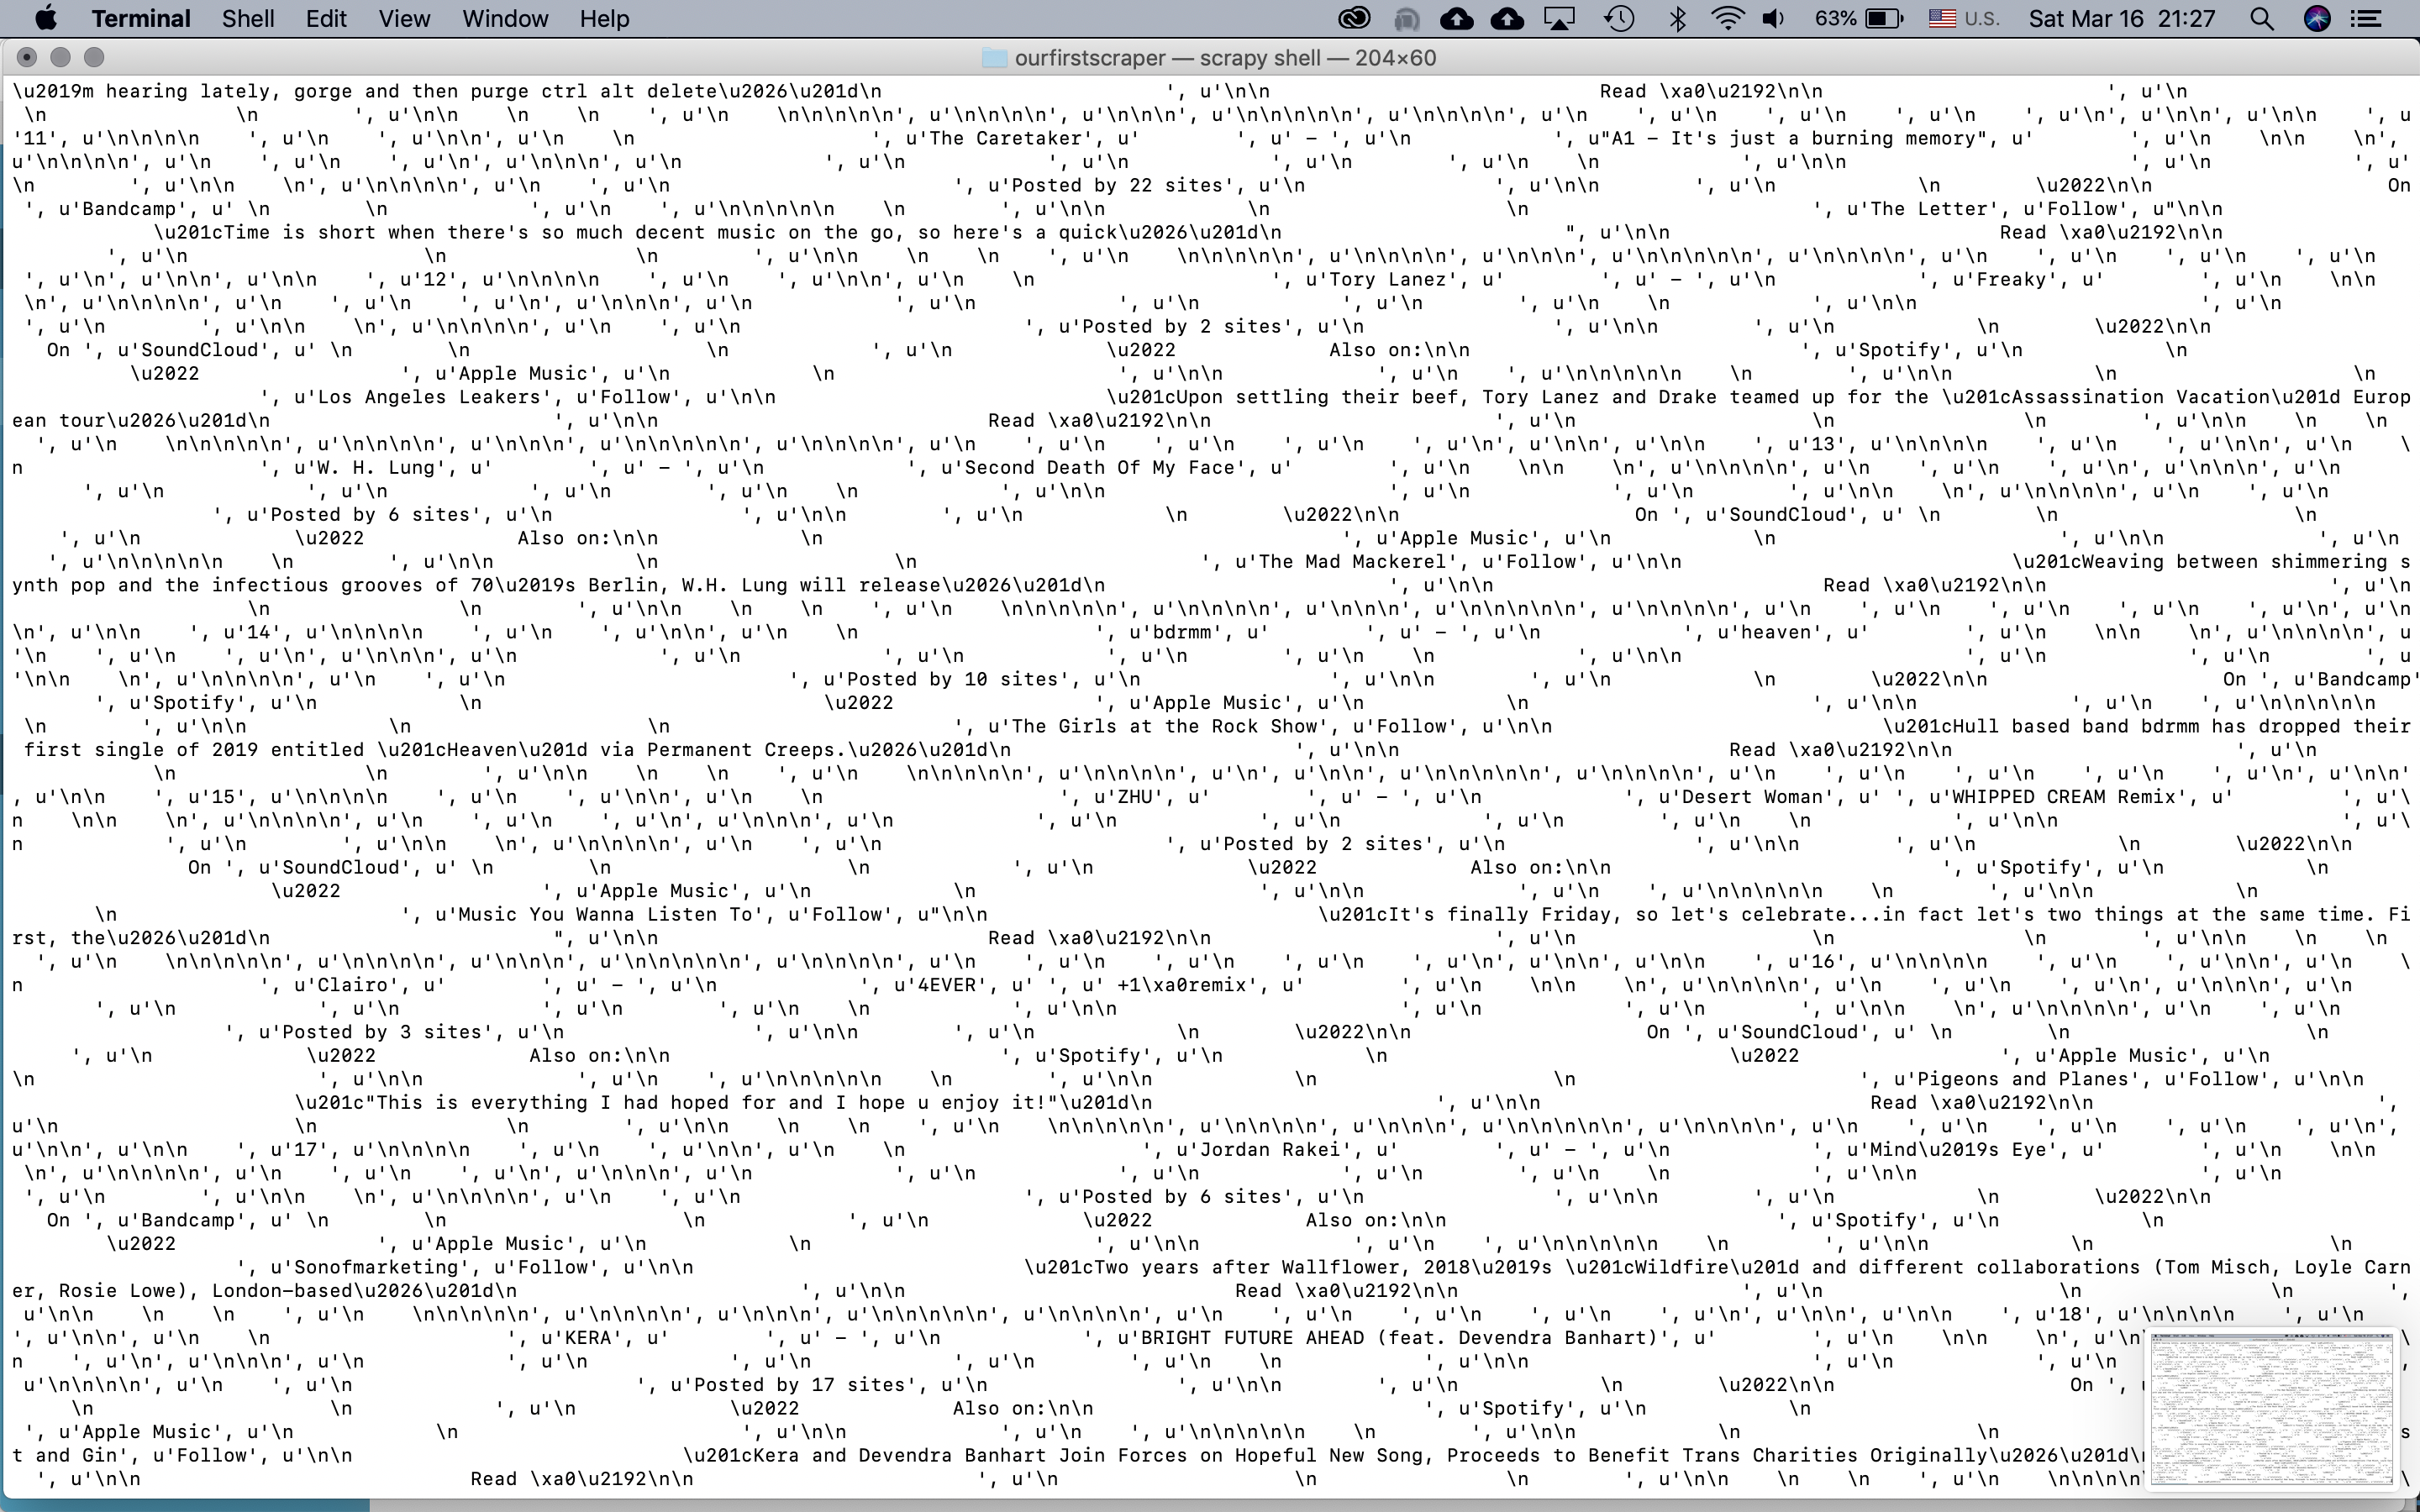 Terminal Shell Edit View Window Help 63% U.S. Sat Mar 16 21:27
ourfirstscraper — scrapy shell — 204×60
\u2019m hearing lately, gorge and then purge ctrl alt delete\u2026\u201d\n ', u'\n\n Read \xa0\u2192\n\n ', u'\n
\n \n ', u'\n\n \n \n ', u'\n \n\n\n\n\n', u'\n\n\n\n', u'\n\n\n', u'\n\n\n\n\n', u'\n\n\n\n', u'\n ', u'\n ', u'\n ', u'\n ', u'\n', u'\n\n', u'\n\n ', u
'11', u'\n\n\n\n ', u'\n ', u'\n\n', u'\n \n ', u'The Caretaker', u' ', u' – ', u'\n ', u"A1 - It's just a burning memory", u' ', u'\n \n\n \n',
u'\n\n\n\n', u'\n ', u'\n ', u'\n', u'\n\n\n', u'\n ', u'\n ', u'\n ', u'\n ', u'\n \n ', u'\n\n ', u'\n ', u'
\n ', u'\n\n \n', u'\n\n\n\n', u'\n ', u'\n ', u'Posted by 22 sites', u'\n ', u'\n\n ', u'\n \n \u2022\n\n On
', u'Bandcamp', u' \n \n ', u'\n ', u'\n\n\n\n\n \n ', u'\n\n \n \n ', u'The Letter', u'Follow', u"\n\n
\u201cTime is short when there's so much decent music on the go, so here's a quick\u2026\u201d\n ", u'\n\n Read \xa0\u2192\n\n
', u'\n \n \n ', u'\n\n \n \n ', u'\n \n\n\n\n\n', u'\n\n\n\n', u'\n\n\n', u'\n\n\n\n\n', u'\n\n\n\n', u'\n ', u'\n ', u'\n ', u'\n
', u'\n', u'\n\n', u'\n\n ', u'12', u'\n\n\n\n ', u'\n ', u'\n\n', u'\n \n ', u'Tory Lanez', u' ', u' – ', u'\n ', u'Freaky', u' ', u'\n \n\n
\n', u'\n\n\n\n', u'\n ', u'\n ', u'\n', u'\n\n\n', u'\n ', u'\n ', u'\n ', u'\n ', u'\n \n ', u'\n\n ', u'\n
', u'\n ', u'\n\n \n', u'\n\n\n\n', u'\n ', u'\n ', u'Posted by 2 sites', u'\n ', u'\n\n ', u'\n \n \u2022\n\n
On ', u'SoundCloud', u' \n \n \n ', u'\n \u2022 Also on:\n\n ', u'Spotify', u'\n \n
\u2022 ', u'Apple Music', u'\n \n ', u'\n\n ', u'\n ', u'\n\n\n\n\n \n ', u'\n\n \n \n
', u'Los Angeles Leakers', u'Follow', u'\n\n \u201cUpon settling their beef, Tory Lanez and Drake teamed up for the \u201cAssassination Vacation\u201d Europ
ean tour\u2026\u201d\n ', u'\n\n Read \xa0\u2192\n\n ', u'\n \n \n ', u'\n\n \n \n
', u'\n \n\n\n\n\n', u'\n\n\n\n', u'\n\n\n', u'\n\n\n\n\n', u'\n\n\n\n', u'\n ', u'\n ', u'\n ', u'\n ', u'\n', u'\n\n', u'\n\n ', u'13', u'\n\n\n\n ', u'\n ', u'\n\n', u'\n \
n ', u'W. H. Lung', u' ', u' – ', u'\n ', u'Second Death Of My Face', u' ', u'\n \n\n \n', u'\n\n\n\n', u'\n ', u'\n ', u'\n', u'\n\n\n', u'\n
', u'\n ', u'\n ', u'\n ', u'\n \n ', u'\n\n ', u'\n ', u'\n ', u'\n\n \n', u'\n\n\n\n', u'\n ', u'\n
', u'Posted by 6 sites', u'\n ', u'\n\n ', u'\n \n \u2022\n\n On ', u'SoundCloud', u' \n \n \n
', u'\n \u2022 Also on:\n\n \n ', u'Apple Music', u'\n \n ', u'\n\n ', u'\n
', u'\n\n\n\n\n \n ', u'\n\n \n \n ', u'The Mad Mackerel', u'Follow', u'\n\n \u201cWeaving between shimmering s
ynth pop and the infectious grooves of 70\u2019s Berlin, W.H. Lung will release\u2026\u201d\n ', u'\n\n Read \xa0\u2192\n\n ', u'\n
\n \n ', u'\n\n \n \n ', u'\n \n\n\n\n\n', u'\n\n\n\n', u'\n\n\n', u'\n\n\n\n\n', u'\n\n\n\n', u'\n ', u'\n ', u'\n ', u'\n ', u'\n', u'\n
\n', u'\n\n ', u'14', u'\n\n\n\n ', u'\n ', u'\n\n', u'\n \n ', u'bdrmm', u' ', u' – ', u'\n ', u'heaven', u' ', u'\n \n\n \n', u'\n\n\n\n', u
'\n ', u'\n ', u'\n', u'\n\n\n', u'\n ', u'\n ', u'\n ', u'\n ', u'\n \n ', u'\n\n ', u'\n ', u
'\n\n \n', u'\n\n\n\n', u'\n ', u'\n ', u'Posted by 10 sites', u'\n ', u'\n\n ', u'\n \n \u2022\n\n On ', u'Bandcamp'
', u'Spotify', u'\n \n \u2022 ', u'Apple Music', u'\n \n ', u'\n\n ', u'\n ', u'\n\n\n\n\n
\n ', u'\n\n \n \n ', u'The Girls at the Rock Show', u'Follow', u'\n\n \u201cHull based band bdrmm has dropped their
first single of 2019 entitled \u201cHeaven\u201d via Permanent Creeps.\u2026\u201d\n ', u'\n\n Read \xa0\u2192\n\n ', u'\n
\n \n ', u'\n\n \n \n ', u'\n \n\n\n\n\n', u'\n\n\n\n', u'\n', u'\n\n', u'\n\n\n\n\n', u'\n\n\n\n', u'\n ', u'\n ', u'\n ', u'\n ', u'\n', u'\n\n'
, u'\n\n ', u'15', u'\n\n\n\n ', u'\n ', u'\n\n', u'\n \n ', u'ZHU', u' ', u' – ', u'\n ', u'Desert Woman', u' ', u'WHIPPED CREAM Remix', u' ', u'\
n \n\n \n', u'\n\n\n\n', u'\n ', u'\n ', u'\n', u'\n\n\n', u'\n ', u'\n ', u'\n ', u'\n ', u'\n \n ', u'\n\n ', u'\
n ', u'\n ', u'\n\n \n', u'\n\n\n\n', u'\n ', u'\n ', u'Posted by 2 sites', u'\n ', u'\n\n ', u'\n \n \u2022\n\n
On ', u'SoundCloud', u' \n \n \n ', u'\n \u2022 Also on:\n\n ', u'Spotify', u'\n \n
\u2022 ', u'Apple Music', u'\n \n ', u'\n\n ', u'\n ', u'\n\n\n\n\n \n ', u'\n\n \n
\n ', u'Music You Wanna Listen To', u'Follow', u"\n\n \u201cIt's finally Friday, so let's celebrate...in fact let's two things at the same time. Fi
rst, the\u2026\u201d\n ", u'\n\n Read \xa0\u2192\n\n ', u'\n \n \n ', u'\n\n \n \n
', u'\n \n\n\n\n\n', u'\n\n\n\n', u'\n\n\n', u'\n\n\n\n\n', u'\n\n\n\n', u'\n ', u'\n ', u'\n ', u'\n ', u'\n', u'\n\n', u'\n\n ', u'16', u'\n\n\n\n ', u'\n ', u'\n\n', u'\n \
n ', u'Clairo', u' ', u' – ', u'\n ', u'4EVER', u' ', u' +1\xa0remix', u' ', u'\n \n\n \n', u'\n\n\n\n', u'\n ', u'\n ', u'\n', u'\n\n\n', u'\n
', u'\n ', u'\n ', u'\n ', u'\n \n ', u'\n\n ', u'\n ', u'\n ', u'\n\n \n', u'\n\n\n\n', u'\n ', u'\n
', u'Posted by 3 sites', u'\n ', u'\n\n ', u'\n \n \u2022\n\n On ', u'SoundCloud', u' \n \n \n
', u'\n \u2022 Also on:\n\n ', u'Spotify', u'\n \n \u2022 ', u'Apple Music', u'\n
\n ', u'\n\n ', u'\n ', u'\n\n\n\n\n \n ', u'\n\n \n \n ', u'Pigeons and Planes', u'Follow', u'\n\n
\u201c"This is everything I had hoped for and I hope u enjoy it!"\u201d\n ', u'\n\n Read \xa0\u2192\n\n ',
u'\n \n \n ', u'\n\n \n \n ', u'\n \n\n\n\n\n', u'\n\n\n\n', u'\n\n\n', u'\n\n\n\n\n', u'\n\n\n\n', u'\n ', u'\n ', u'\n ', u'\n ', u'\n',
u'\n\n', u'\n\n ', u'17', u'\n\n\n\n ', u'\n ', u'\n\n', u'\n \n ', u'Jordan Rakei', u' ', u' – ', u'\n ', u'Mind\u2019s Eye', u' ', u'\n \n\n
\n', u'\n\n\n\n', u'\n ', u'\n ', u'\n', u'\n\n\n', u'\n ', u'\n ', u'\n ', u'\n ', u'\n \n ', u'\n\n ', u'\n
', u'\n ', u'\n\n \n', u'\n\n\n\n', u'\n ', u'\n ', u'Posted by 6 sites', u'\n ', u'\n\n ', u'\n \n \u2022\n\n
On ', u'Bandcamp', u' \n \n \n ', u'\n \u2022 Also on:\n\n ', u'Spotify', u'\n \n
\u2022 ', u'Apple Music', u'\n \n ', u'\n\n ', u'\n ', u'\n\n\n\n\n \n ', u'\n\n \n \n
', u'Sonofmarketing', u'Follow', u'\n\n \u201cTwo years after Wallflower, 2018\u2019s \u201cWildfire\u201d and different collaborations (Tom Misch, Loyle Carn
er, Rosie Lowe), London-based\u2026\u201d\n ', u'\n\n Read \xa0\u2192\n\n ', u'\n \n \n ',
u'\n\n \n \n ', u'\n \n\n\n\n\n', u'\n\n\n\n', u'\n\n\n', u'\n\n\n\n\n', u'\n\n\n\n', u'\n ', u'\n ', u'\n ', u'\n ', u'\n', u'\n\n', u'\n\n ', u'18', u'\n\n\n\n ', u'\n
', u'\n\n', u'\n \n ', u'KERA', u' ', u' – ', u'\n ', u'BRIGHT FUTURE AHEAD (feat. Devendra Banhart)', u' ', u'\n \n\n \n', u'\n
n ', u'\n', u'\n\n\n', u'\n ', u'\n ', u'\n ', u'\n ', u'\n \n ', u'\n\n ', u'\n
u'\n\n\n\n', u'\n ', u'\n ', u'Posted by 17 sites', u'\n ', u'\n\n ', u'\n \n \u2022\n\n On ',
\n \n ', u'\n \u2022 Also on:\n\n ', u'Spotify', u'\n \n
', u'Apple Music', u'\n \n ', u'\n\n ', u'\n ', u'\n\n\n\n\n \n ', u'\n\n \n \n s
t and Gin', u'Follow', u'\n\n \u201cKera and Devendra Banhart Join Forces on Hopeful New Song, Proceeds to Benefit Trans Charities Originally\u2026\u201d\n
', u'\n\n Read \xa0\u2192\n\n ', u'\n \n \n ', u'\n\n \n \n ', u'\n \n\n\n\n \